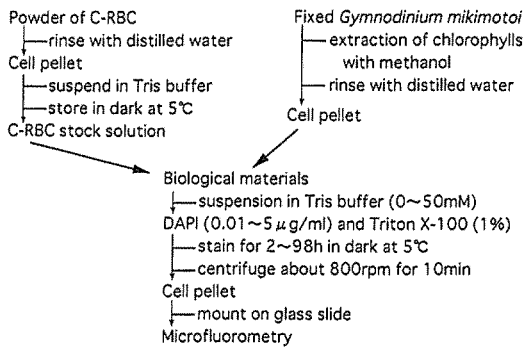 Powder of C-RBC
rinse with distilled water
Cell pellet
suspend in Tris buffer
store in dark at 5℃
C-RBC stock solution
Fixed Gymnodinium mikimotoi
extraction of chlorophylls
with methanol
rinse with distilled water
Cell pellet
Biological materials
suspension in Tris buffer (0~50mM)
DAPI (0.01~5μg/ml) and Triton X-100 (1%)
stain for 2~98h in dark at 5℃
centrifuge about 800rpm for 10min
Cell pellet
mount on glass slide
Microfluorometry